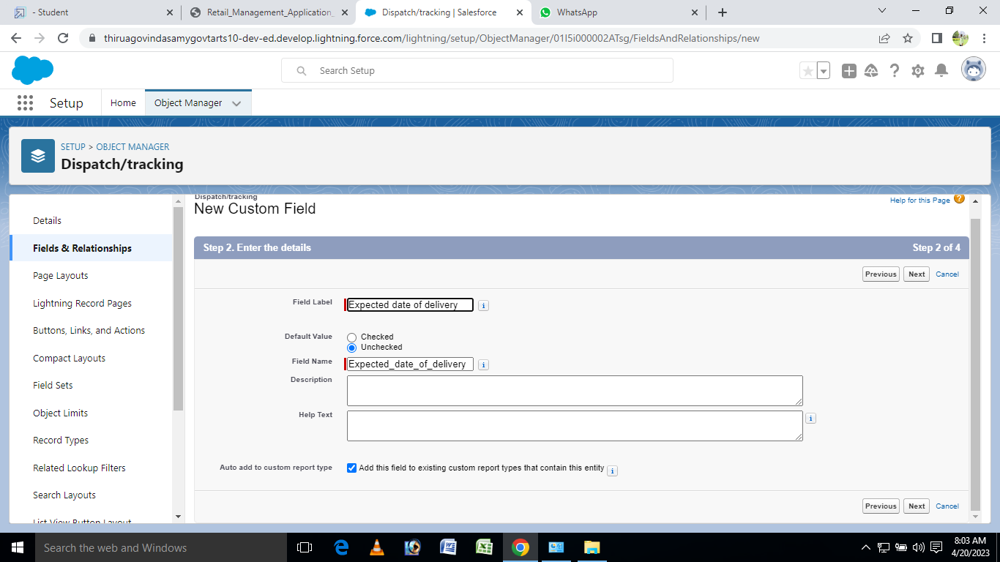 - Student
Retail_Management_Application_
Dispatch/tracking | Salesforce
WhatsApp
thiruagovindasamygovtarts10-dev-ed.develop.lightning.force.com/lightning/setup/ObjectManager/01I5i000002ATsg/FieldsAndRelationships/new
Search Setup
Setup
Home
Object Manager
SETUP > OBJECT MANAGER
Dispatch/tracking
Details
Fields & Relationships
Page Layouts
Lightning Record Pages
Buttons, Links, and Actions
Compact Layouts
Field Sets
Object Limits
Record Types
Related Lookup Filters
Search Layouts
List View Button Layout
Dispatch/tracking
New Custom Field
Help for this Page
Step 2. Enter the details
Step 2 of 4
Previous Next Cancel
Field Label Expected date of delivery
Default Value Checked
Unchecked
Field Name Expected_date_of_delivery
Description
Help Text
Auto add to custom report type Add this field to existing custom report types that contain this entity
Previous Next Cancel
Search the web and Windows
8:03 AM
4/20/2023